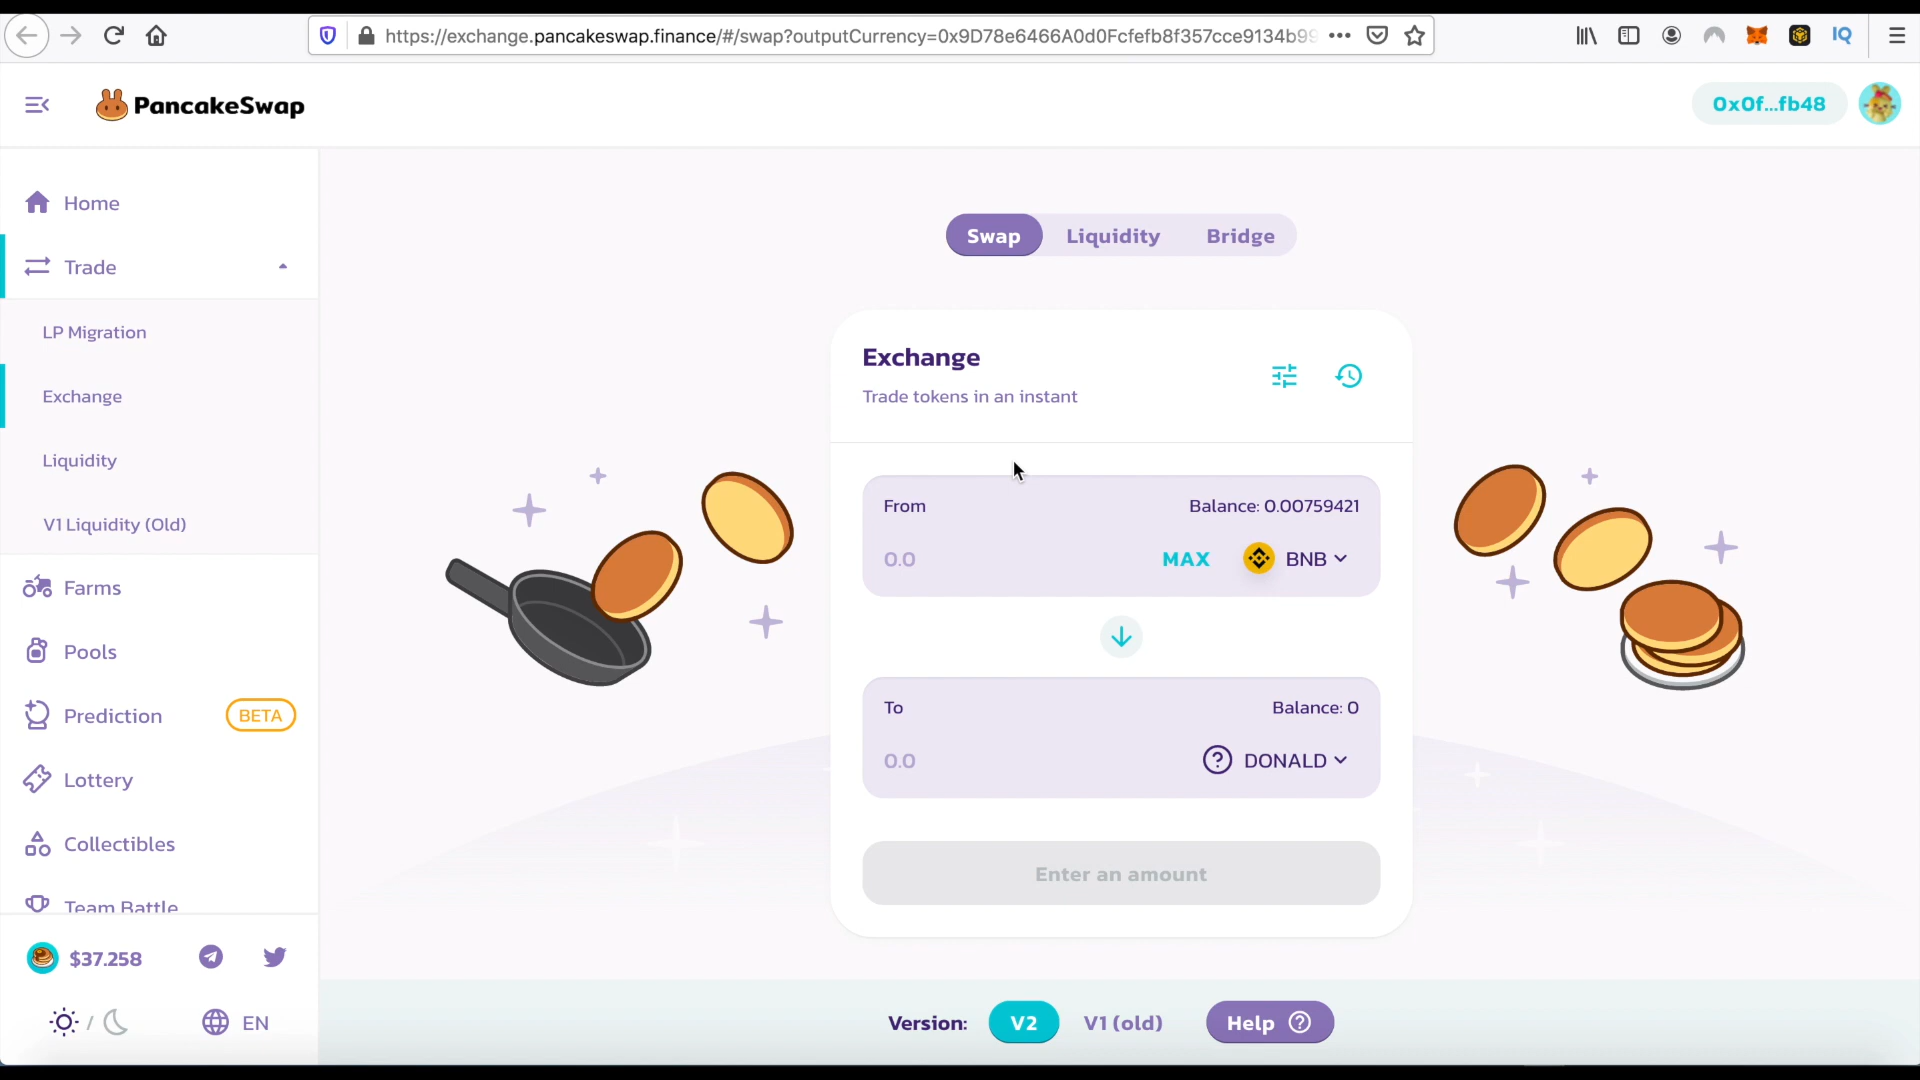 https://exchange.pancakeswap.finance/#/swap?outputCurrency=0x9D78e6466A0d0Fcfefb8f357cce9134b99
IQ
PancakeSwap
0x0f...fb48
Home
Trade
LP Migration
Exchange
Liquidity
V1 Liquidity (Old)
Farms
Pools
Prediction BETA
Lottery
Collectibles
Team Battle
$37.258
/
EN
Swap Liquidity Bridge
Exchange
Trade tokens in an instant
From Balance: 0.00759421
0.0 MAX BNB
To Balance: 0
0.0 ? DONALD
Enter an amount
Version: V2 V1 (old) Help ?